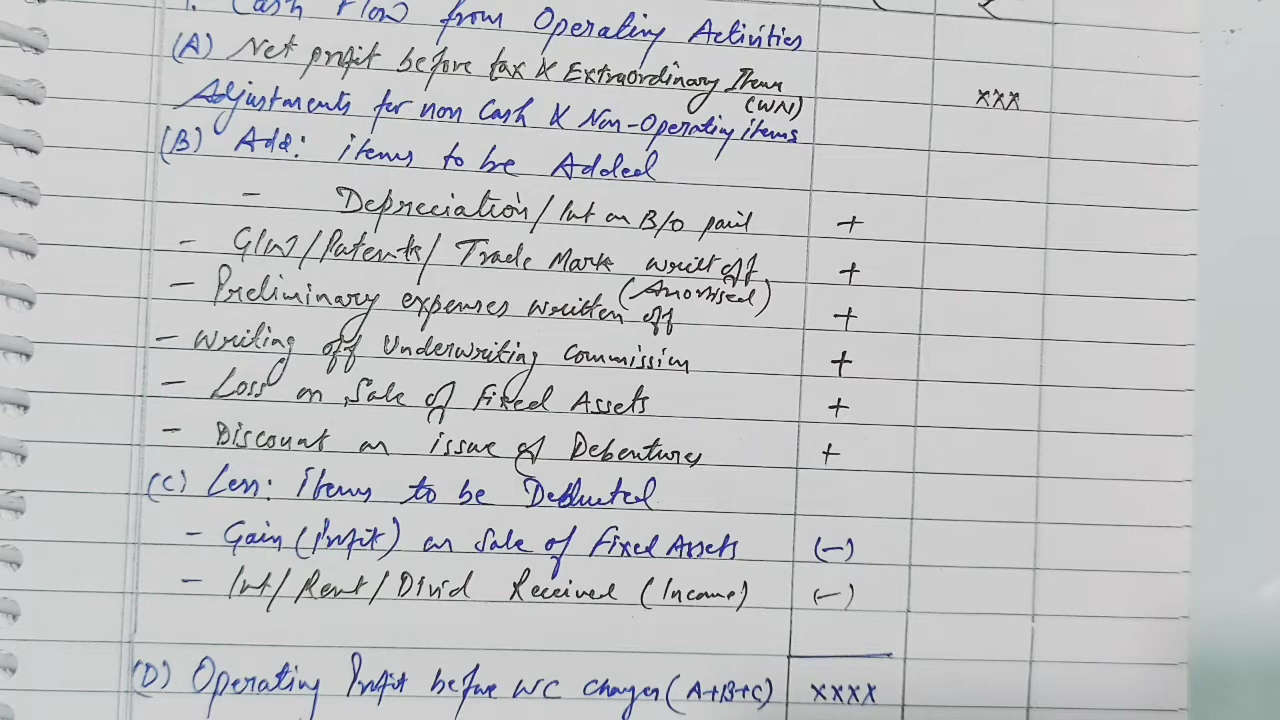 1. Cash Flow from Operating Activities
(A) Net profit before tax & Extraordinary Items
(WN) xxx
Adjustments for non Cash & Non-Operating items
(B) Add: items to be Added
- Depreciation/Int on B/O paid +
- G/W/Patents/Trade Mark writt off +
(Amortised)
- Preliminary expenses written off +
- Writing off Underwriting Commission +
- Loss on Sale of Fixed Assets +
- Discount on issue of Debentures +
(C) Less: items to be Deducted
- Gain (Profit) on Sale of Fixed Assets (-)
- Int/Rent/Divid Received (Income) (-)
(D) Operating Profit before WC Changes (A+B+C) xxxx